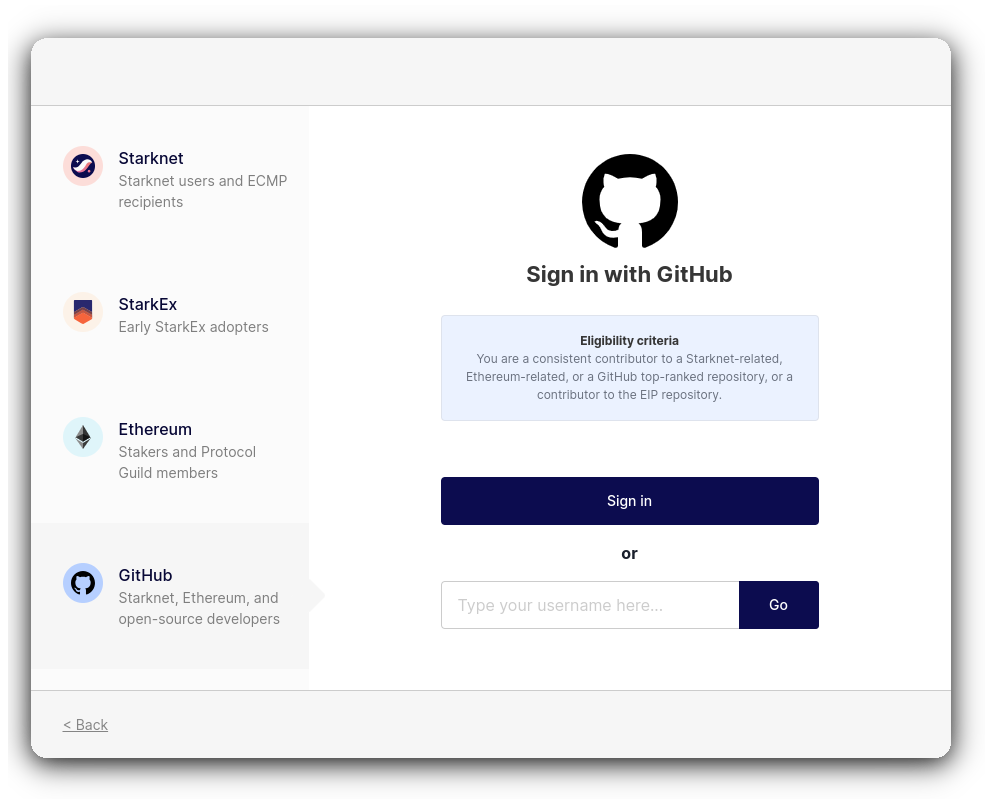 Starknet
Starknet users and ECMP
recipients
StarkEx
Early StarkEx adopters
Ethereum
Stakers and Protocol
Guild members
GitHub
Starknet, Ethereum, and
open-source developers
Sign in with GitHub
Eligibility criteria
You are a consistent contributor to a Starknet-related,
Ethereum-related, or a GitHub top-ranked repository, or a
contributor to the EIP repository.
Sign in
or
Type your username here...
Go
< Back